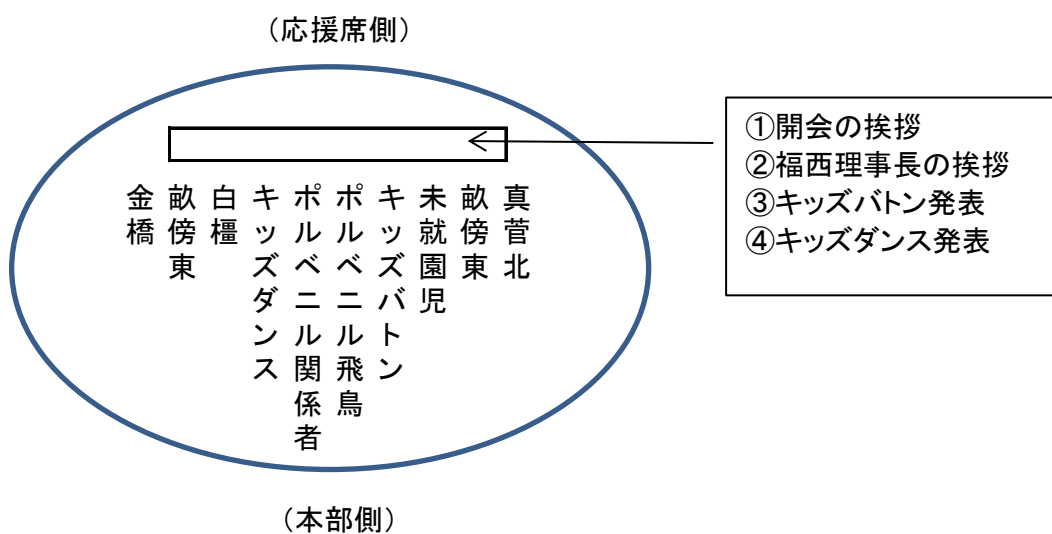 （応援席側）
①開会の挨拶
②福西理事長の挨拶
③キッズバトン発表
④キッズダンス発表
真菅北
畝傍東
未就園児
キッズバトン
ポルベニル飛鳥
ポルベニル関係者
キッズダンス
白橿
畝傍東
金橋
（本部側）